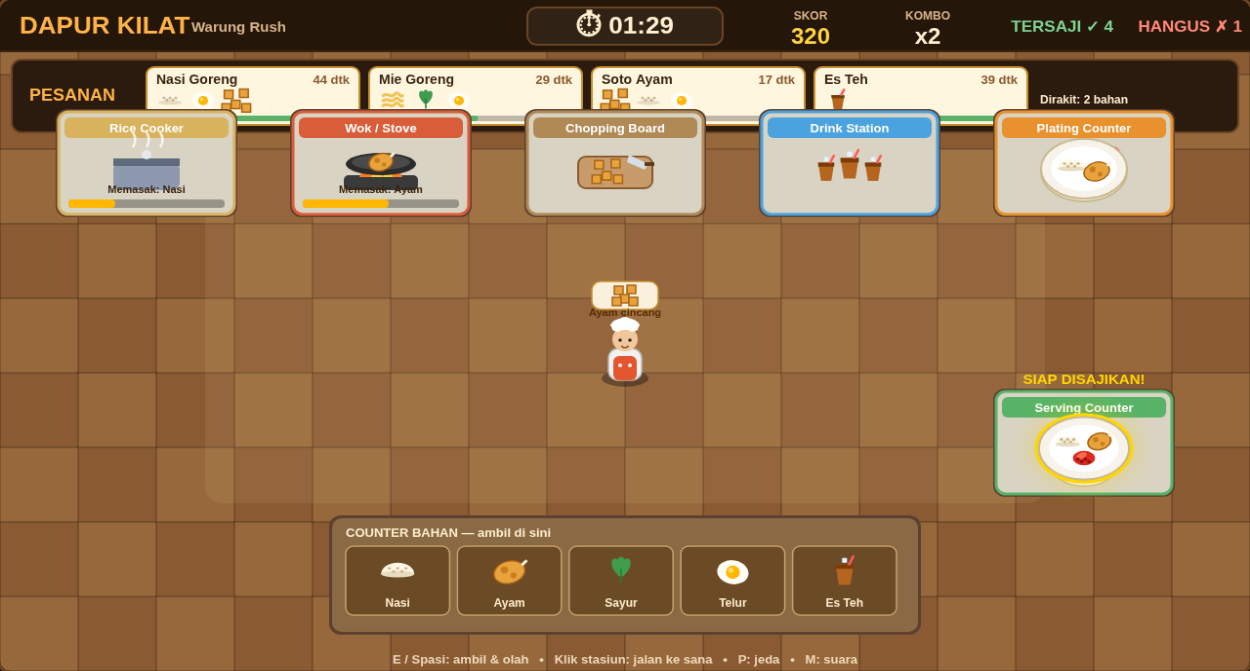 DAPUR KILAT Warung Rush
01:29
SKOR
320
KOMBO
x2
TERSAJI ✓ 4
HANGUS ✗ 1
PESANAN
Nasi Goreng 44 dtk
Mie Goreng 29 dtk
Soto Ayam 17 dtk
Es Teh 39 dtk
Dirakit: 2 bahan
Rice Cooker
Memasak: Nasi
Wok / Stove
Memasak: Ayam
Chopping Board
Drink Station
Plating Counter
Ayam cincang
SIAP DISAJIKAN!
Serving Counter
COUNTER BAHAN — ambil di sini
Nasi
Ayam
Sayur
Telur
Es Teh
E / Spasi: ambil & olah • Klik stasiun: jalan ke sana • P: jeda • M: suara